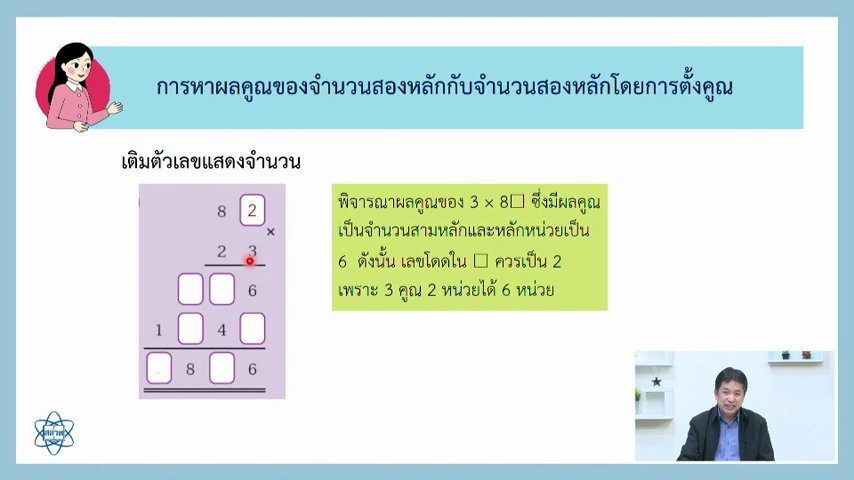 การหาผลคูณของจำนวนสองหลักกับจำนวนสองหลักโดยการตั้งคูณ
เติมตัวเลขแสดงจำนวน
8 2
×
2 3
6
1 4
8 6
พิจารณาผลคูณของ 3 × 8□ ซึ่งมีผลคูณ
เป็นจำนวนสามหลักและหลักหน่วยเป็น
6 ดังนั้น เลขโดดใน □ ควรเป็น 2
เพราะ 3 คูณ 2 หน่วยได้ 6 หน่วย
สสวท